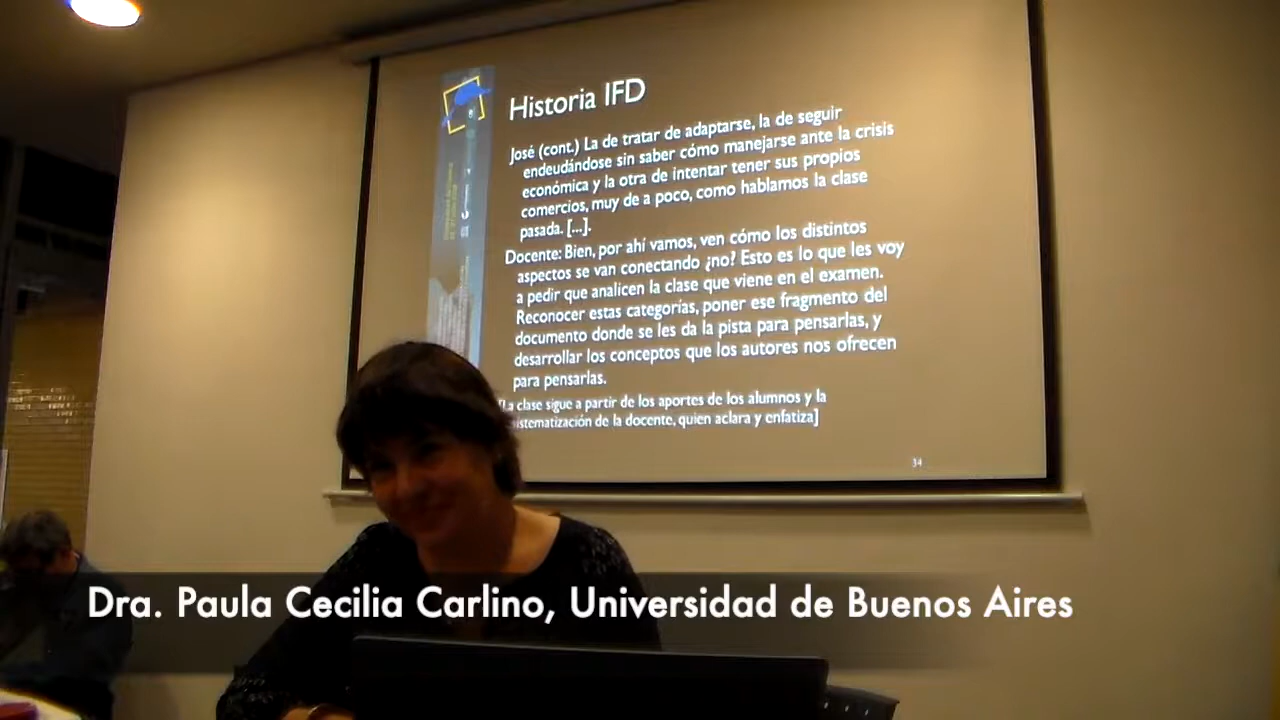 Historia IFD
José (cont.) La de tratar de adaptarse, la de seguir
endeudándose sin saber cómo manejarse ante la crisis
económica y la otra de intentar tener sus propios
comercios, muy de a poco, como hablamos la clase
pasada. [...].
Docente: Bien, por ahí vamos, ven cómo los distintos
aspectos se van conectando ¿no? Esto es lo que les voy
a pedir que analicen la clase que viene en el examen.
Reconocer estas categorías, poner ese fragmento del
documento donde se les da la pista para pensarlas, y
desarrollar los conceptos que los autores nos ofrecen
para pensarlas.
La clase sigue a partir de los aportes de los alumnos y la
sistematización de la docente, quien aclara y enfatiza]
34
Dra. Paula Cecilia Carlino, Universidad de Buenos Aires